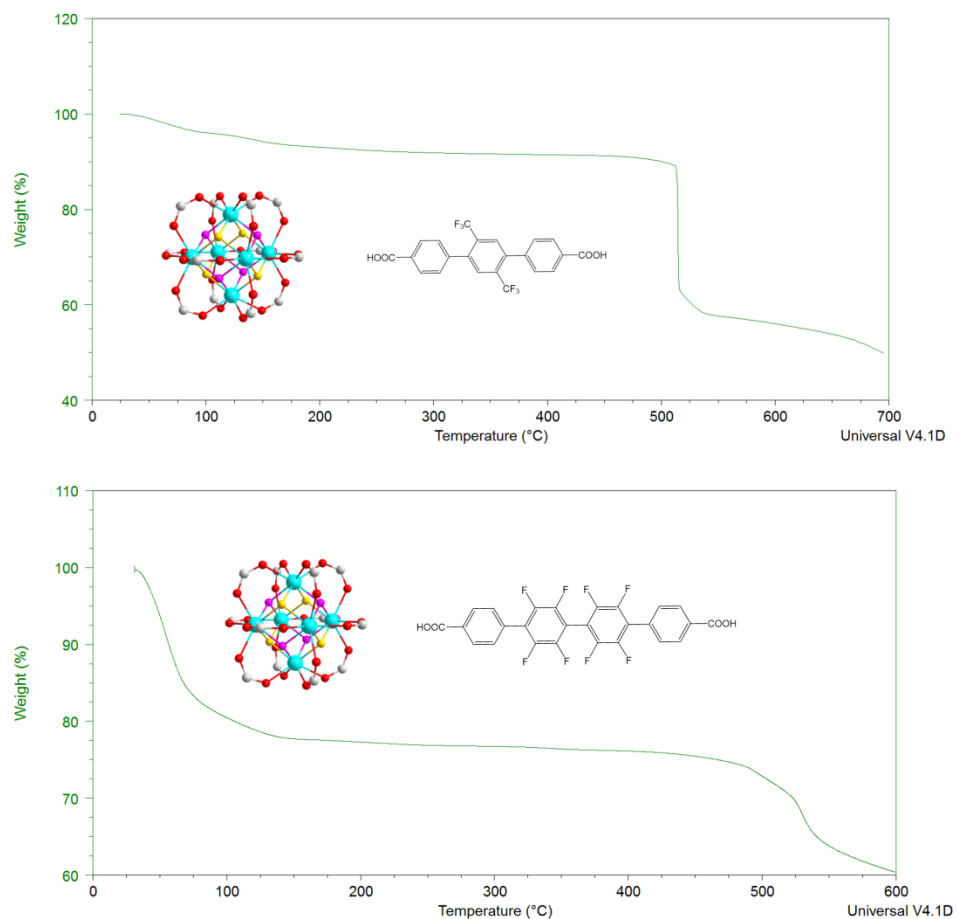 120
100
80
60
40
Weight (%)
HOOC
F₃C
CF₃
COOH
0
100
200
300
400
500
600
700
Temperature (°C)
Universal V4.1D
110
100
90
80
70
60
Weight (%)
HOOC
F
F
F
F
F
F
F
F
COOH
0
100
200
300
400
500
600
Temperature (°C)
Universal V4.1D